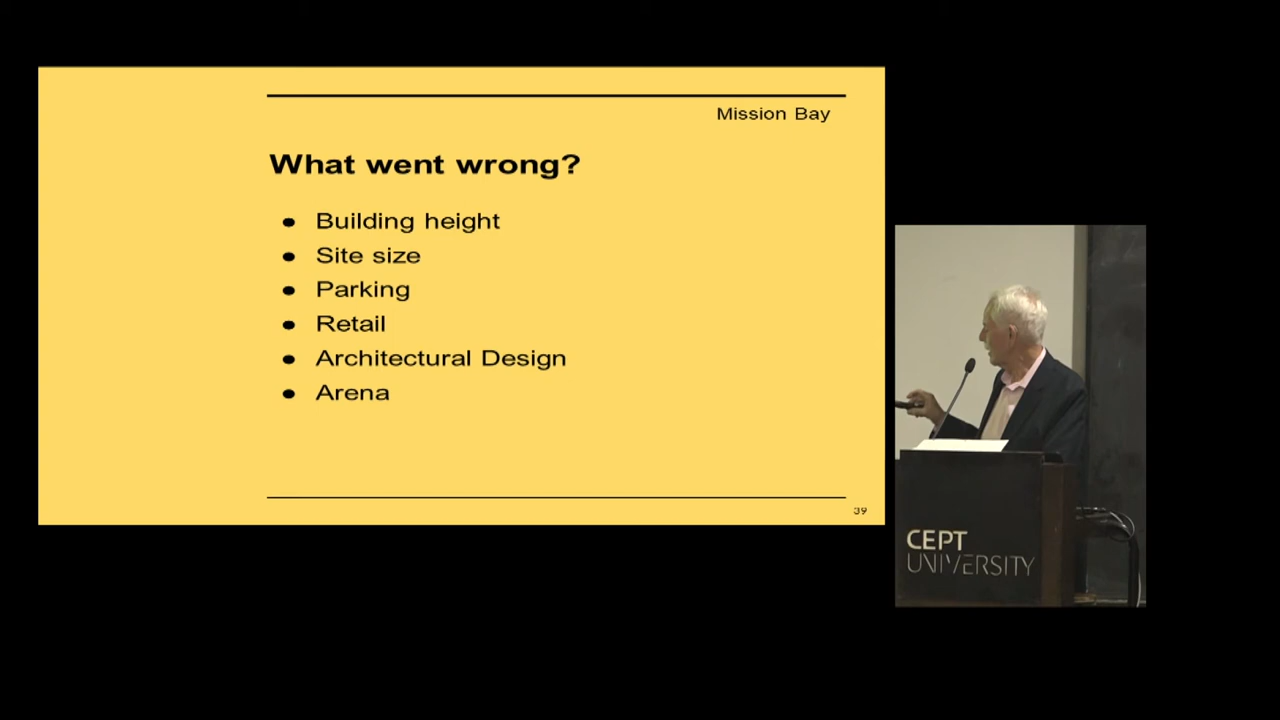 Mission Bay
What went wrong?
● Building height
● Site size
● Parking
● Retail
● Architectural Design
● Arena
39
CEPT
UNIVERSITY